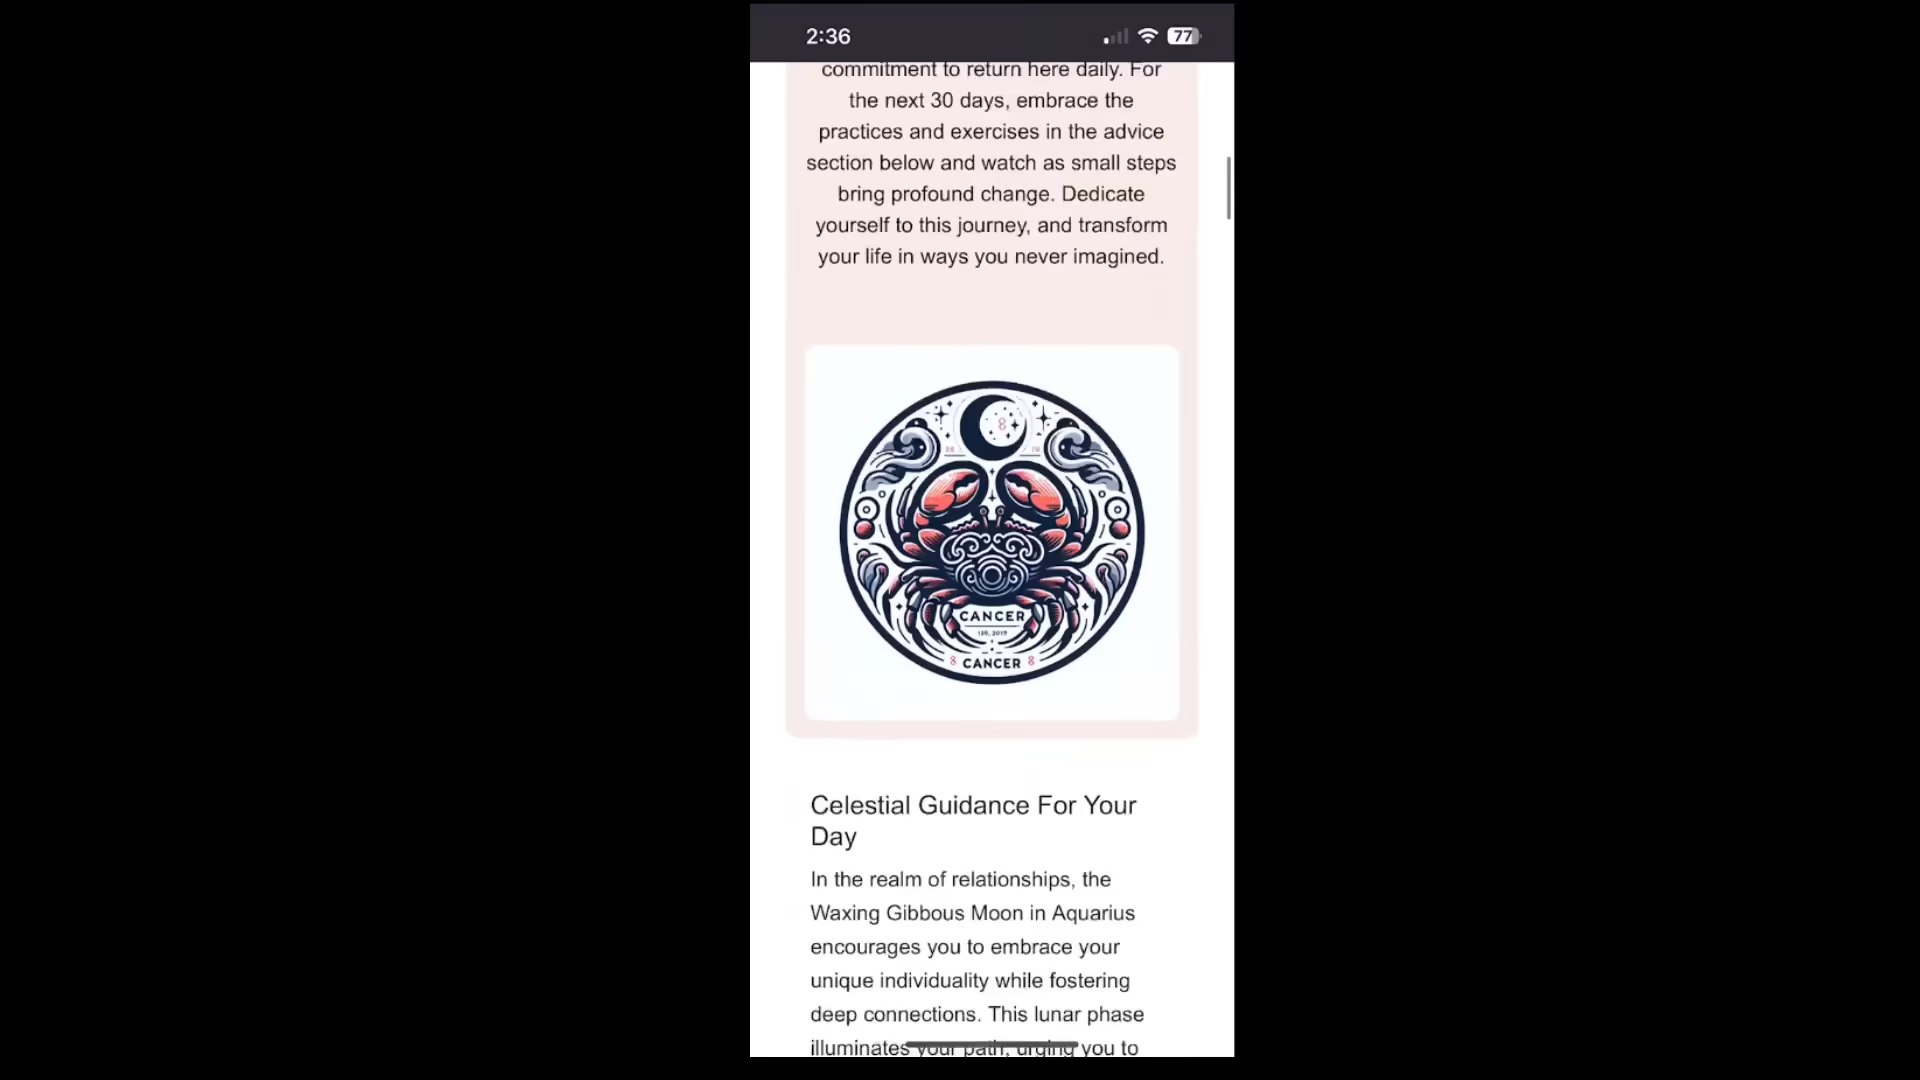 2:36
77
commitment to return here daily. For
the next 30 days, embrace the
practices and exercises in the advice
section below and watch as small steps
bring profound change. Dedicate
yourself to this journey, and transform
your life in ways you never imagined.
CANCER
8 CANCER 8
Celestial Guidance For Your
Day
In the realm of relationships, the
Waxing Gibbous Moon in Aquarius
encourages you to embrace your
unique individuality while fostering
deep connections. This lunar phase
illuminates your path, urging you to